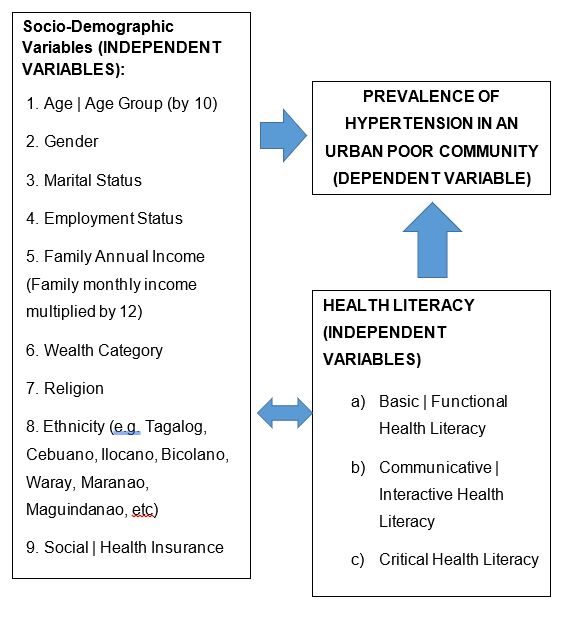 Socio-Demographic
Variables (INDEPENDENT
VARIABLES):
1. Age | Age Group (by 10)
2. Gender
3. Marital Status
4. Employment Status
5. Family Annual Income
(Family monthly income
multiplied by 12)
6. Wealth Category
7. Religion
8. Ethnicity (e.g. Tagalog,
Cebuano, Ilocano, Bicolano,
Waray, Maranao,
Maguindanao, etc)
9. Social | Health Insurance
PREVALENCE OF
HYPERTENSION IN AN
URBAN POOR COMMUNITY
(DEPENDENT VARIABLE)
HEALTH LITERACY
(INDEPENDENT
VARIABLES)
a) Basic | Functional
Health Literacy
b) Communicative |
Interactive Health
Literacy
c) Critical Health Literacy